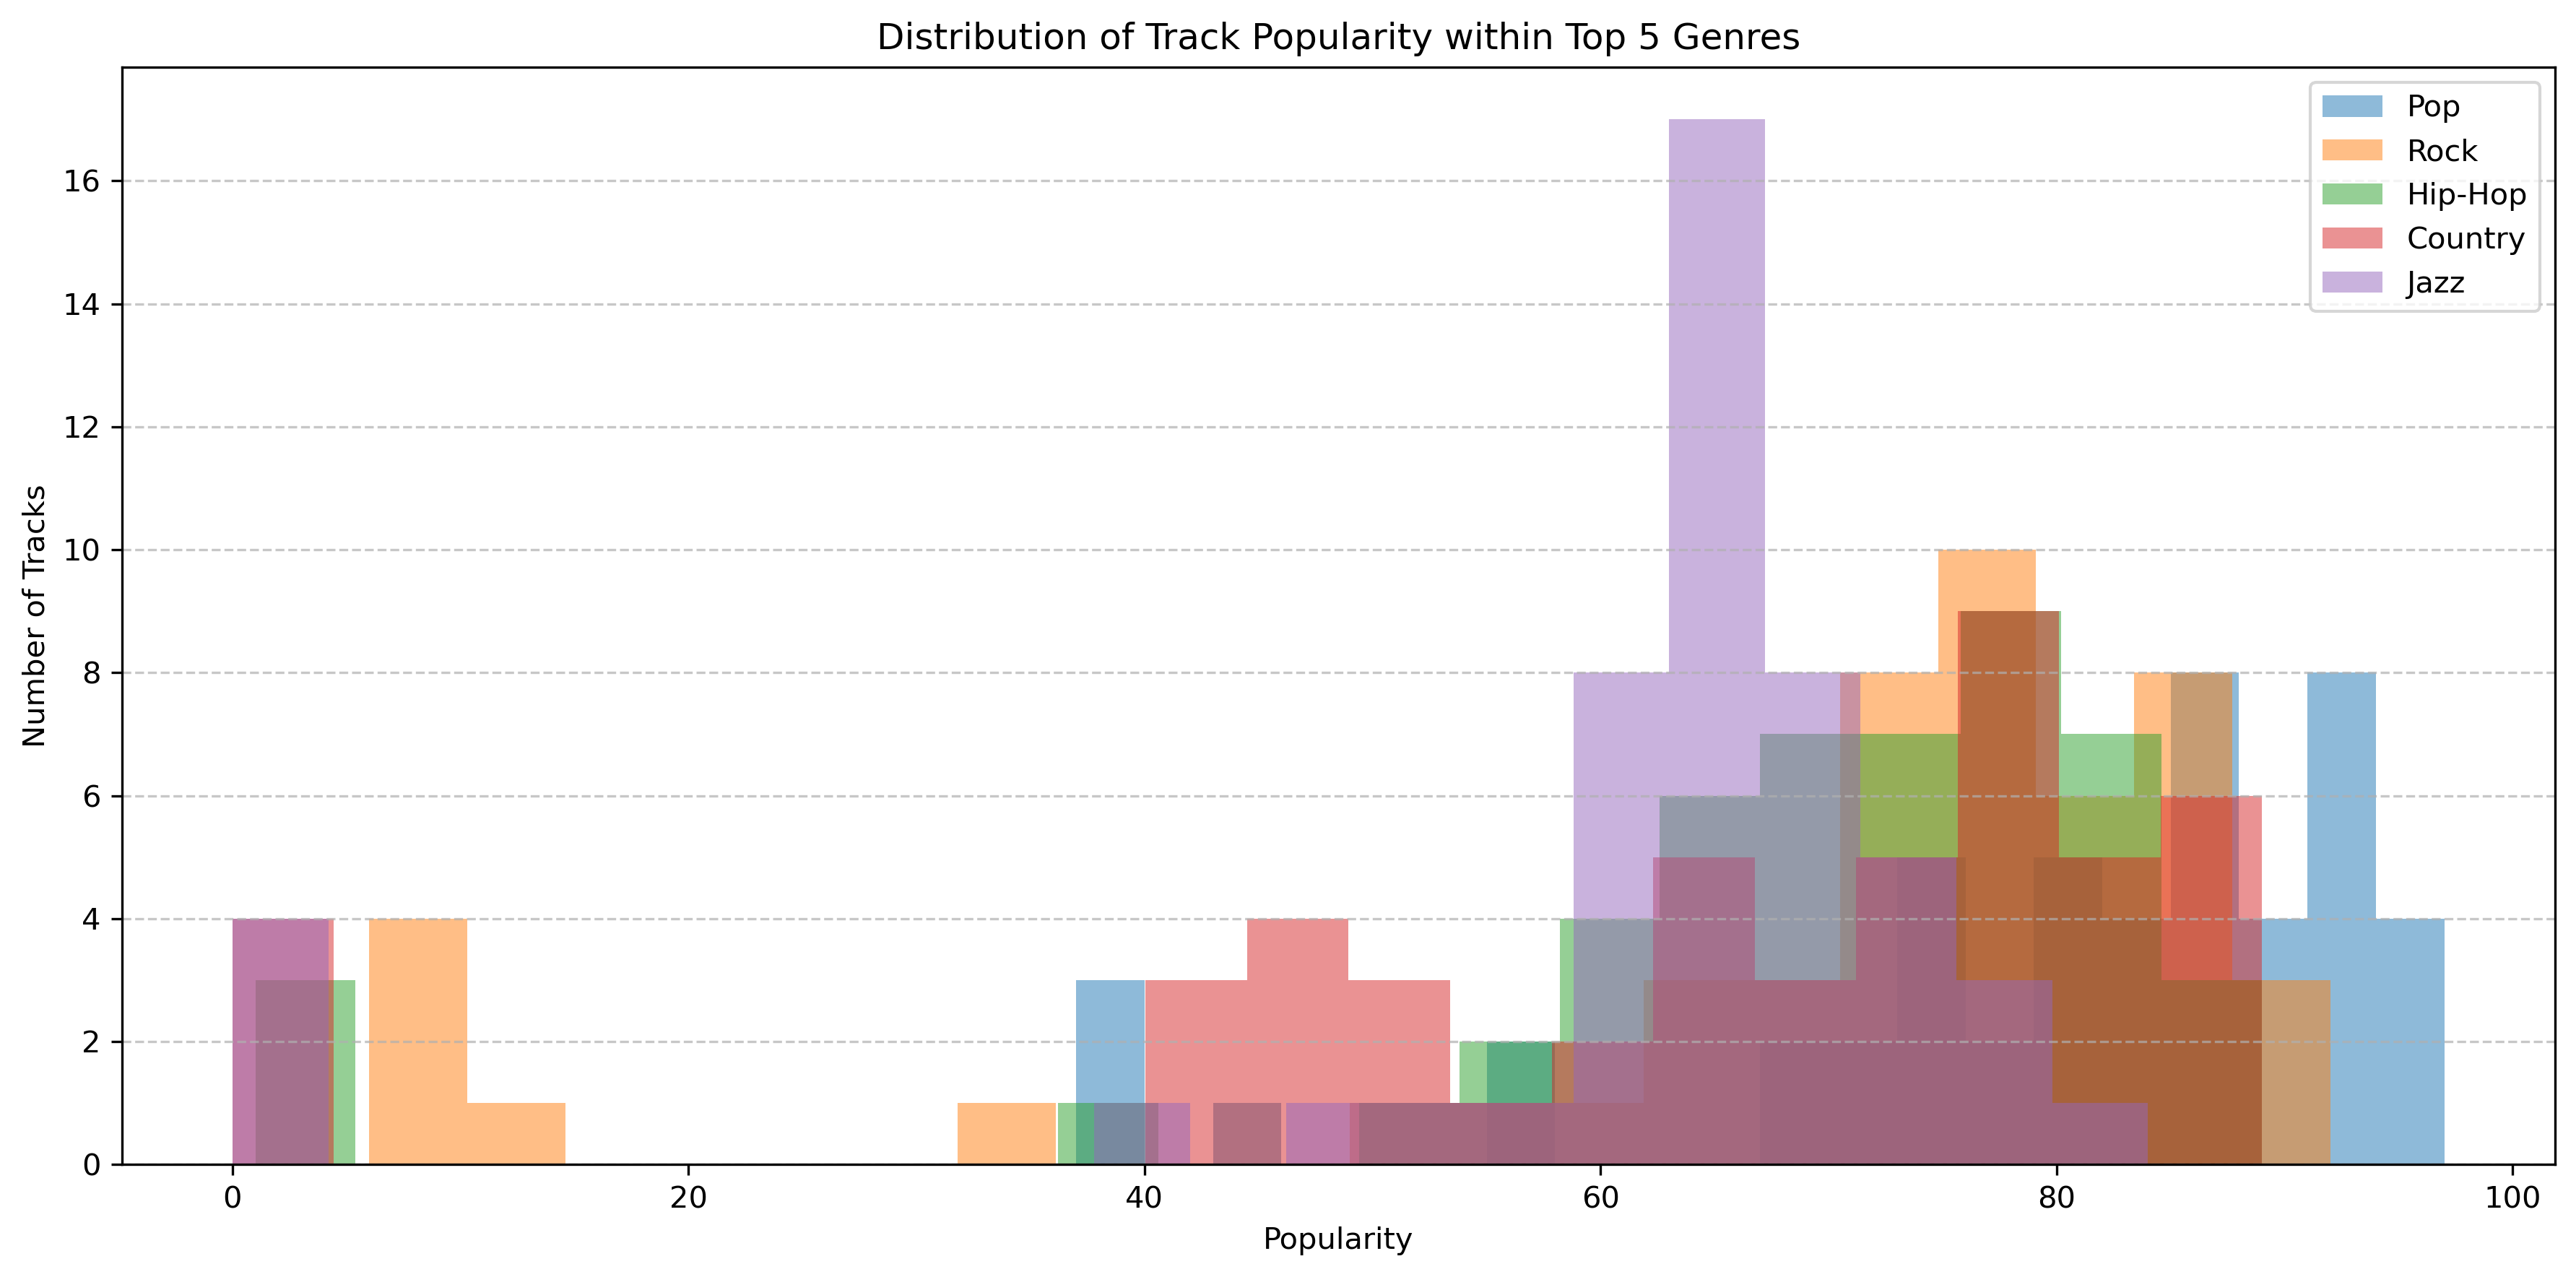 Distribution of Track Popularity within Top 5 Genres
Pop
Rock
Hip-Hop
Country
Jazz
Number of Tracks
16
14
12
10
8
6
4
2
0
0 20 40 60 80 100
Popularity